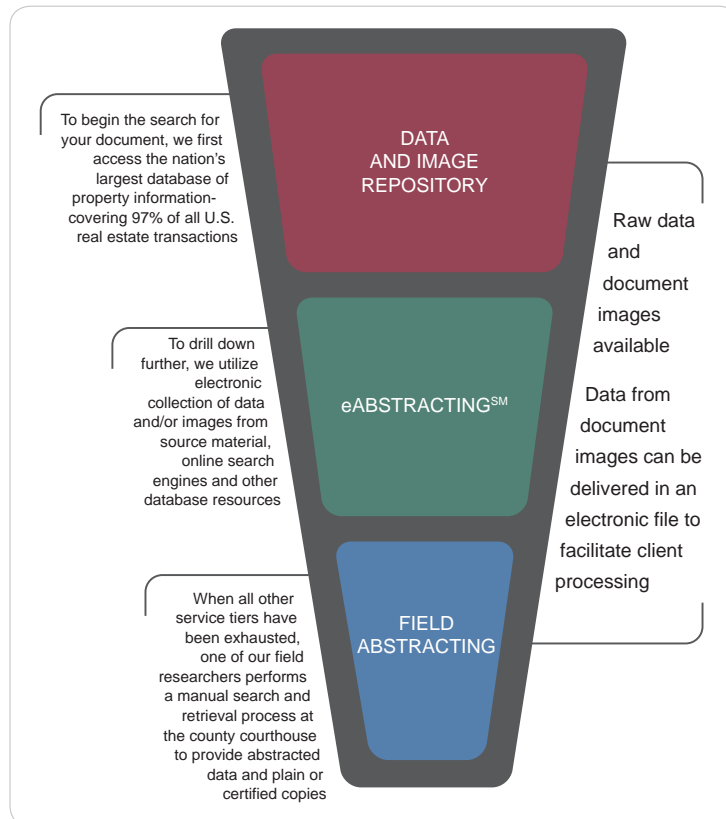 To begin the search for
your document, we first
access the nation's
largest database of
property information-
covering 97% of all U.S.
real estate transactions
DATA
AND IMAGE
REPOSITORY
Raw data
and
document
images
available
Data from
document
images can be
delivered in an
electronic file to
facilitate client
processing
To drill down
further, we utilize
electronic
collection of data
and/or images from
source material,
online search
engines and other
database resources
eABSTRACTING℠
When all other
service tiers have
been exhausted,
one of our field
researchers performs
a manual search and
retrieval process at
the county courthouse
to provide abstracted
data and plain or
certified copies
FIELD
ABSTRACTING